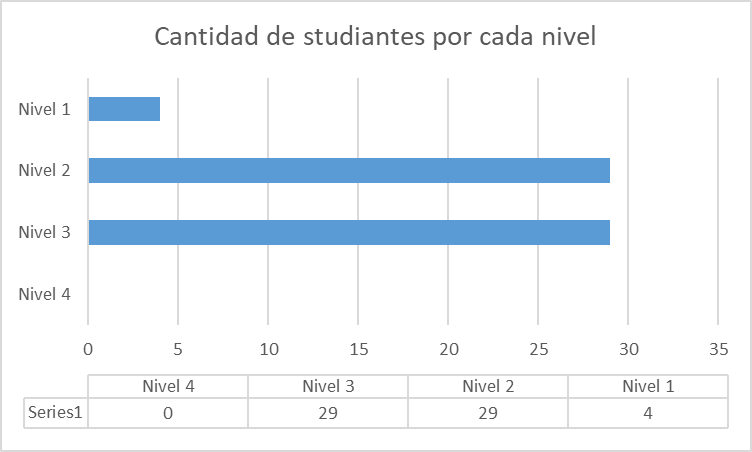 Cantidad de studiantes por cada nivel
Nivel 1
Nivel 2
Nivel 3
Nivel 4
0 5 10 15 20 25 30 35
Nivel 4 Nivel 3 Nivel 2 Nivel 1
Series1 0 29 29 4